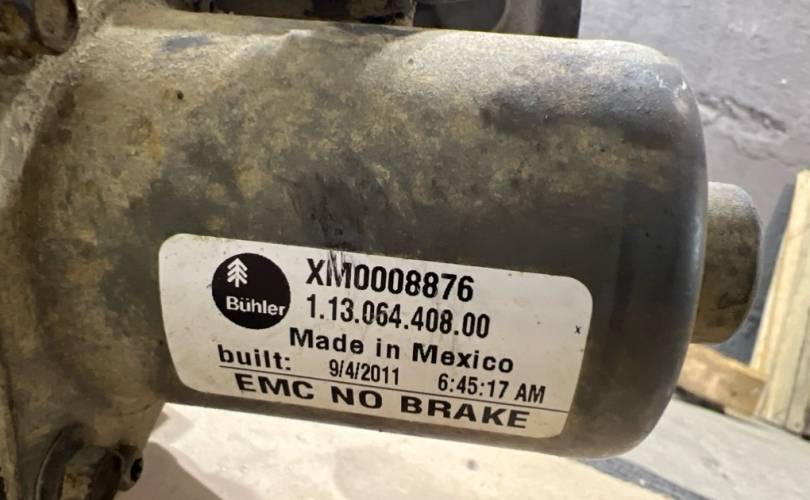 Bühler
XM0008876
1.13.064.408.00
Made in Mexico
built: 9/4/2011 6:45:17 AM
EMC NO BRAKE
x